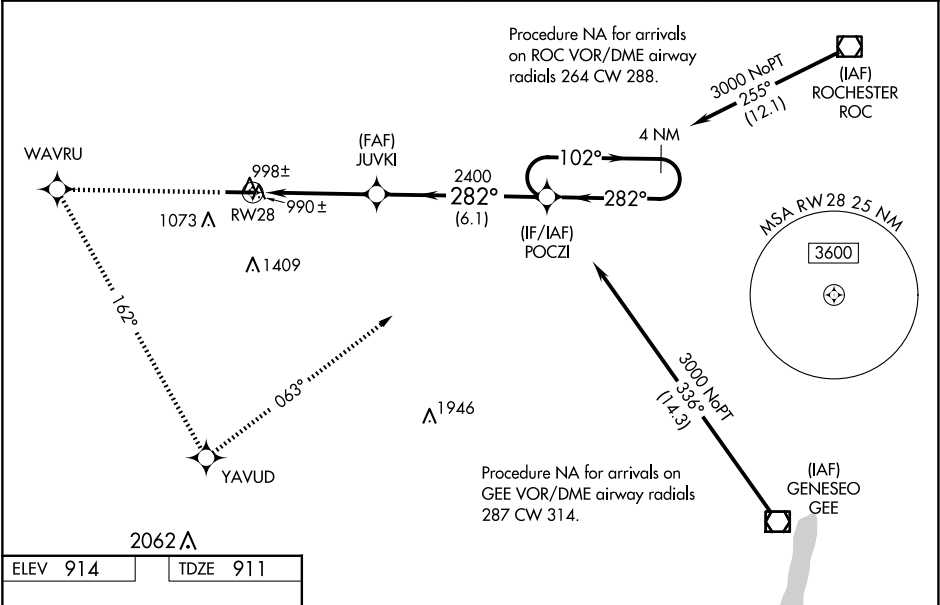 Procedure NA for arrivals
on ROC VOR/DME airway
radials 264 CW 288.
3000 NoPT
255°
(12.1)
(IAF)
ROCHESTER
ROC
4 NM
102°
282°
WAVRU
998±
990±
RW28
1073
1409
(FAF)
JUVKI
2400
282°
(6.1)
(IF/IAF)
POCZI
MSA RW 28 25 NM
3600
162°
063°
YAVUD
1946
3000 NoPT
336°
(14.3)
Procedure NA for arrivals on
GEE VOR/DME airway radials
287 CW 314.
(IAF)
GENESEO
GEE
2062
ELEV 914
TDZE 911